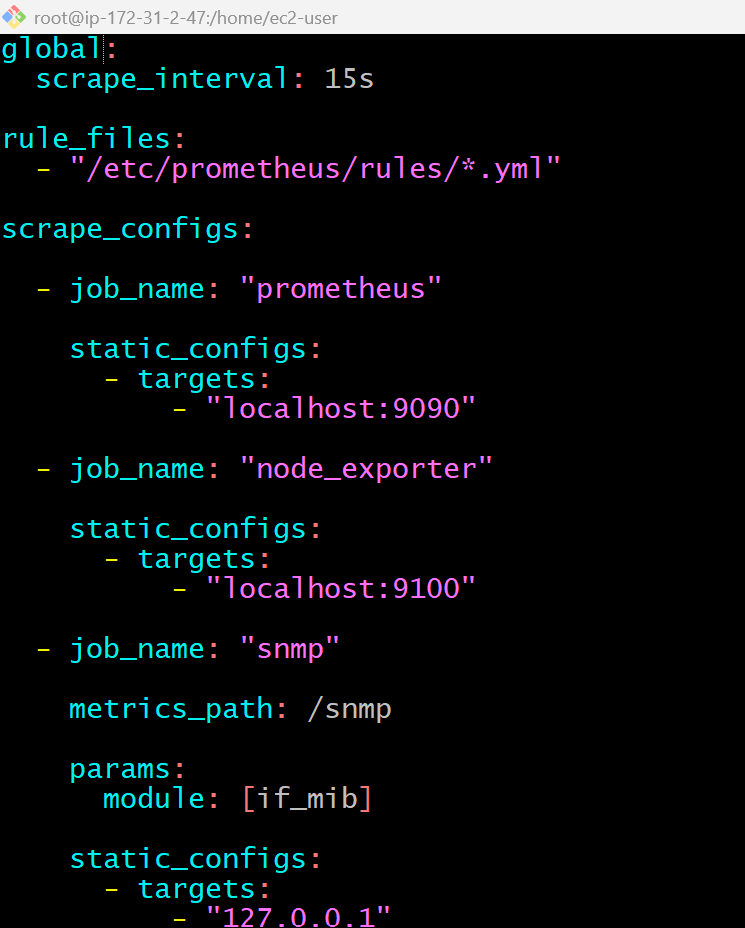 root@ip-172-31-2-47:/home/ec2-user
global:
  scrape_interval: 15s
rule_files:
  - "/etc/prometheus/rules/*.yml"
scrape_configs:
  - job_name: "prometheus"
    static_configs:
      - targets:
          - "localhost:9090"
  - job_name: "node_exporter"
    static_configs:
      - targets:
          - "localhost:9100"
  - job_name: "snmp"
    metrics_path: /snmp
    params:
      module: [if_mib]
    static_configs:
      - targets:
          - "127.0.0.1"